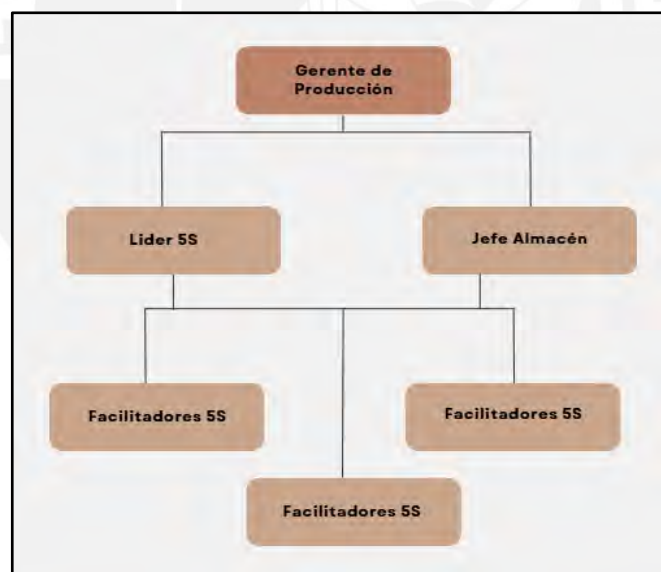 Gerente de
Producción
Lider 5S
Jefe Almacén
Facilitadores 5S
Facilitadores 5S
Facilitadores 5S